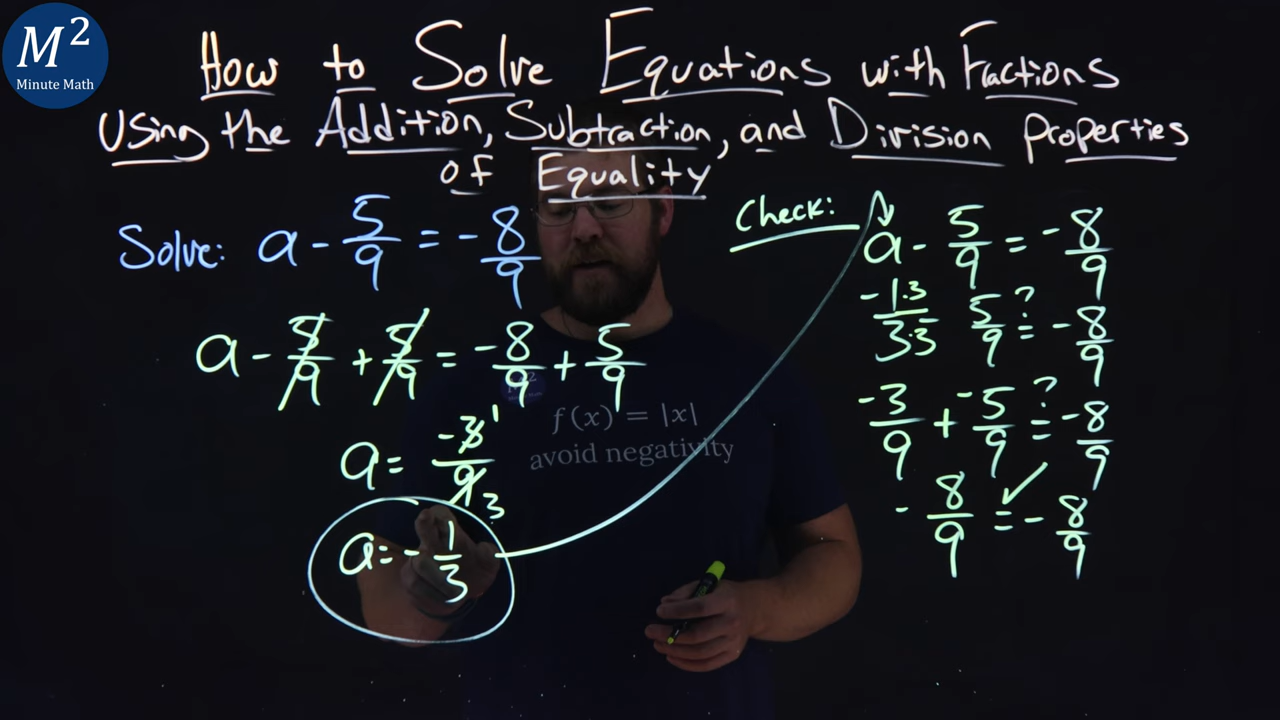 M²
Minute Math
How to Solve Equations with Fractions
Using the Addition, Subtraction, and Division Properties
of Equality
Solve: a - 5/9 = - 8/9
a - 5/9 + 5/9 = -8/9 + 5/9
a = -3/9 1 3
a = - 1/3
M²
f(x) = |x|
avoid negativity
Check:
a - 5/9 = -8/9
-1·3/3·3 - 5/9 ?= -8/9
-3/9 + -5/9 ?= -8/9
- 8/9 = - 8/9 ✓